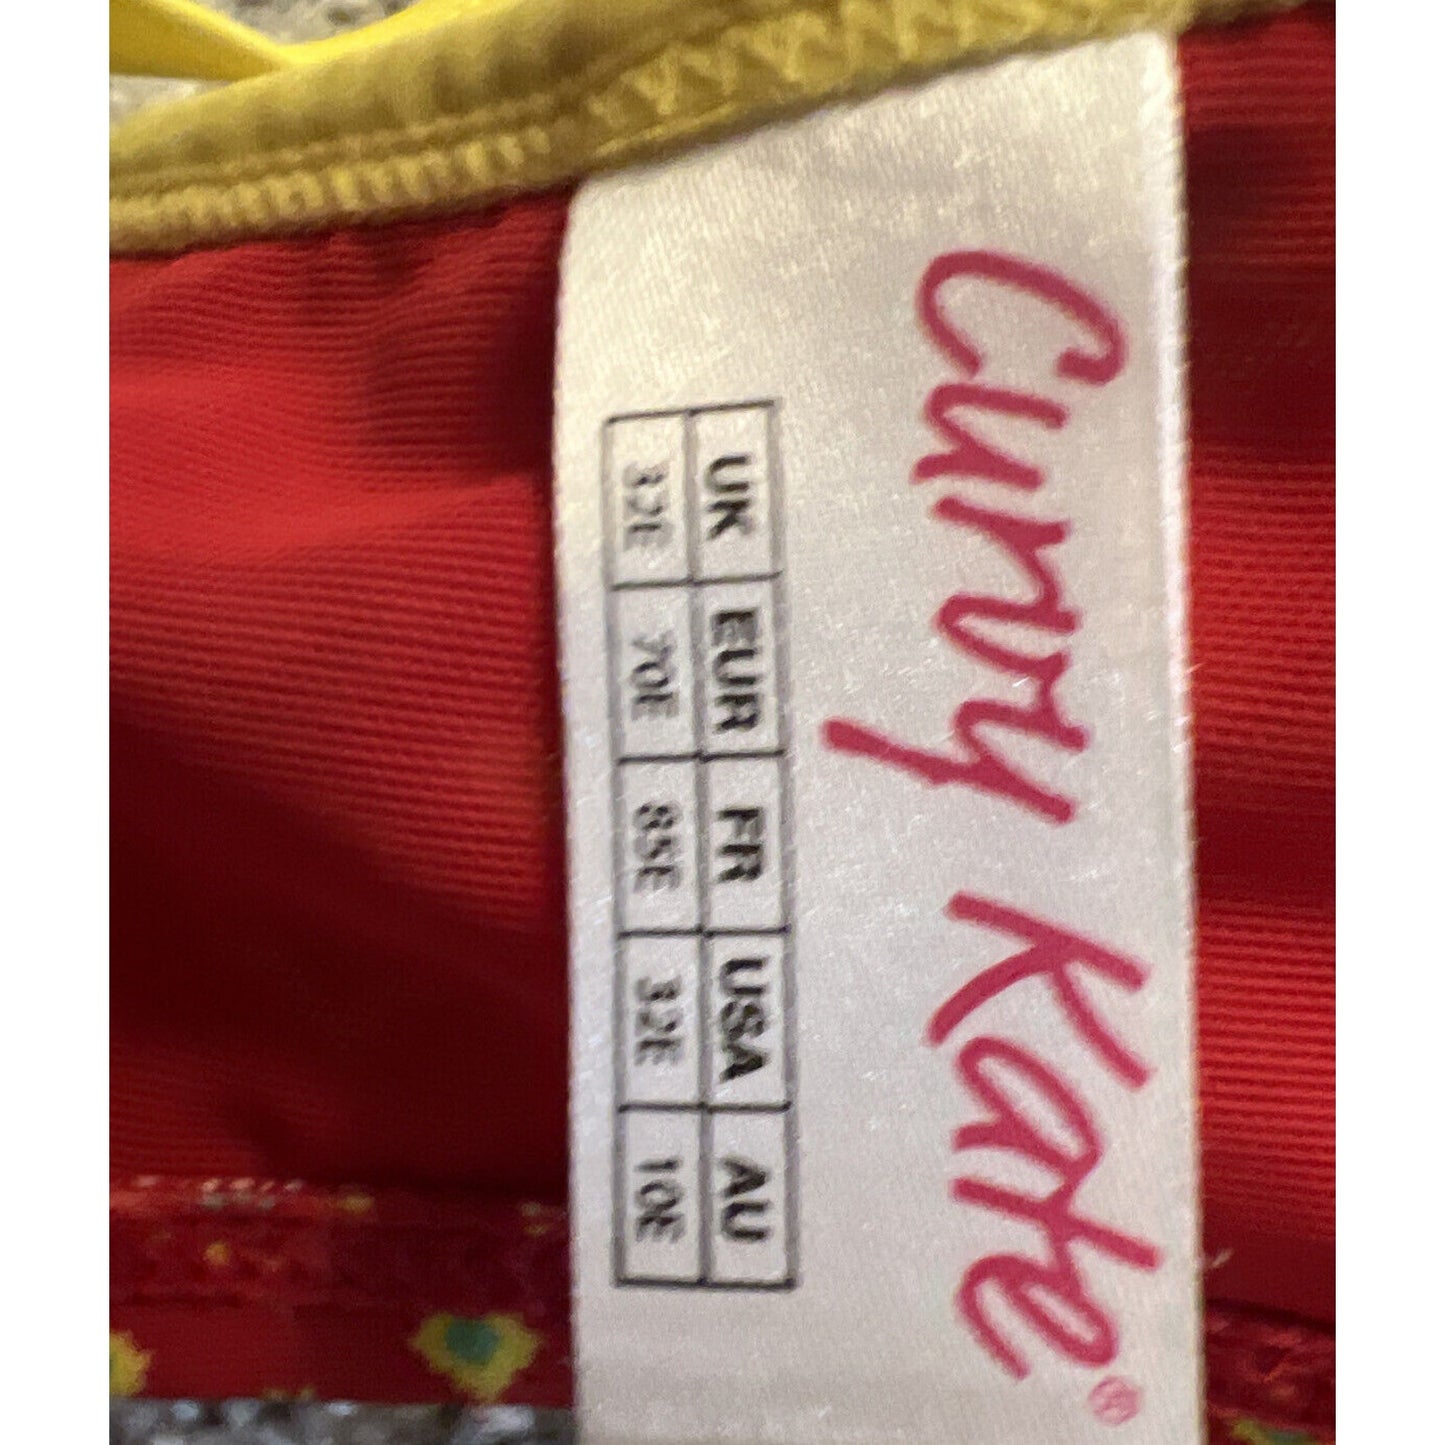 Curvy Kate®
UK EUR FR USA AU
32E 70E 85E 32E 10E